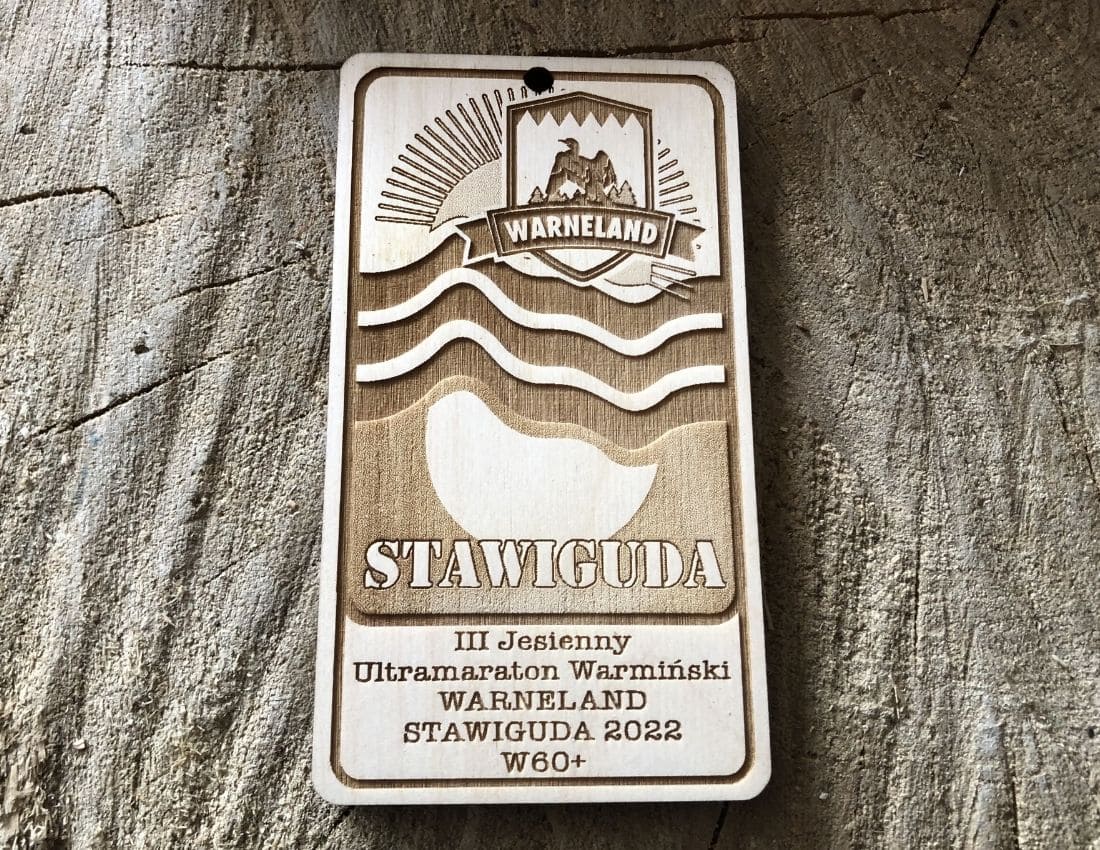 WARNELAND
STAWIGUDA
III Jesienny
Ultramaraton Warmiński
WARNELAND
STAWIGUDA 2022
W60+